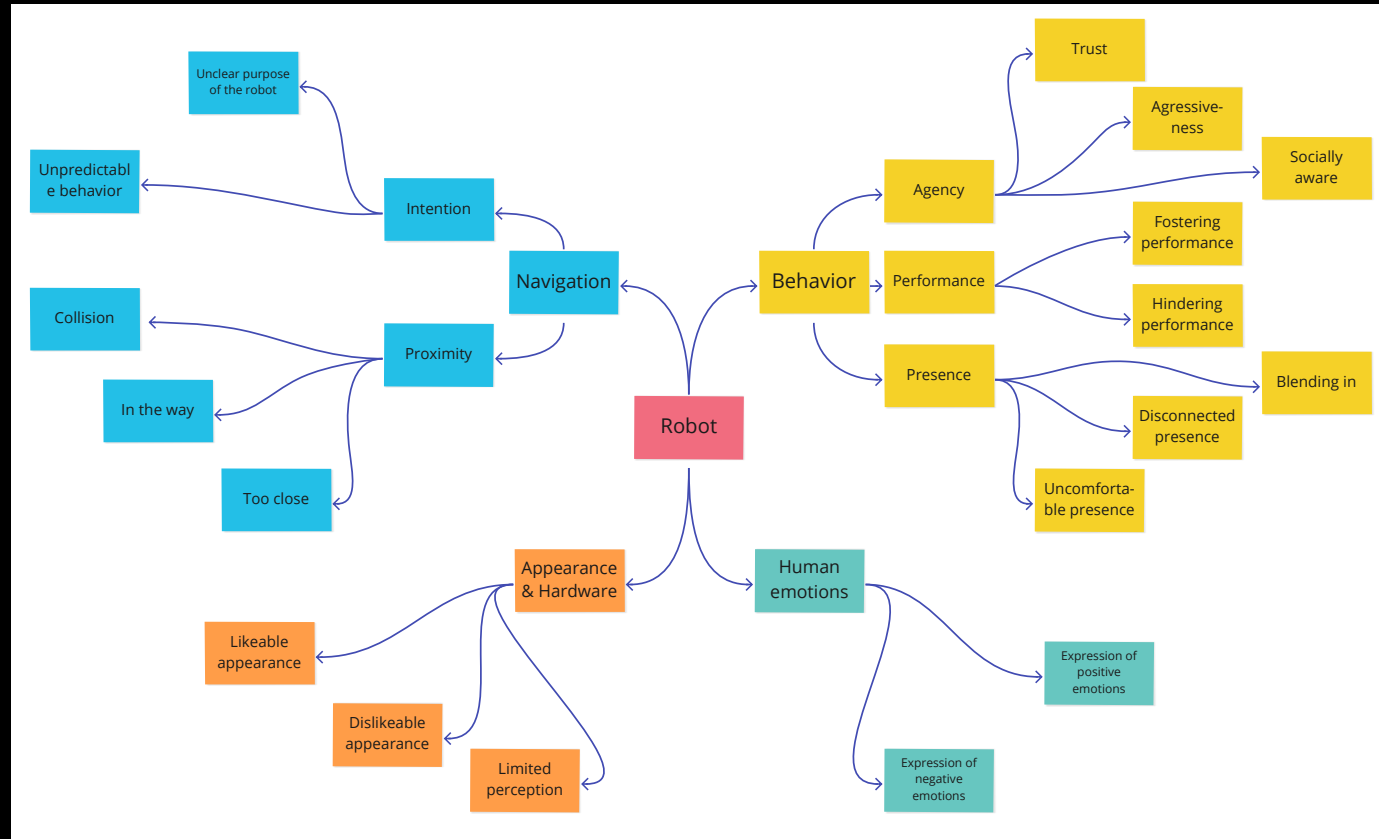 Trust
Unclear purpose
of the robot
Agressive-
ness
Unpredictabl
e behavior
Socially
aware
Agency
Intention
Fostering
performance
Navigation
Behavior
Performance
Collision
Hindering
performance
Proximity
Presence
Blending in
In the way
Robot
Disconnected
presence
Too close
Uncomforta-
ble presence
Appearance
& Hardware
Human
emotions
Likeable
appearance
Expression of
positive
emotions
Dislikeable
appearance
Limited
perception
Expression of
negative
emotions